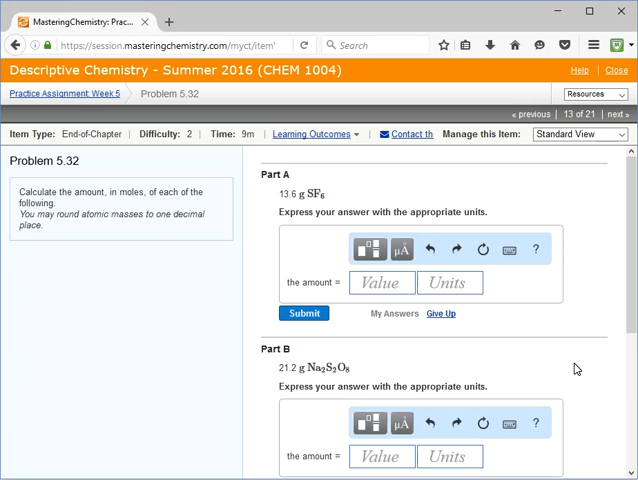 MasteringChemistry: Prac...
https://session.masteringchemistry.com/myct/item'
Search
Descriptive Chemistry - Summer 2016 (CHEM 1004)
Help | Close
Practice Assignment: Week 5
Problem 5.32
Resources
« previous | 13 of 21 | next »
Item Type: End-of-Chapter | Difficulty: 2 | Time: 9m | Learning Outcomes
Contact th
Manage this item: Standard View
Problem 5.32
Calculate the amount, in moles, of each of the
following.
You may round atomic masses to one decimal
place.
Part A
13.6 g SF₆
Express your answer with the appropriate units.
μÅ
?
the amount = Value Units
Submit
My Answers Give Up
Part B
21.2 g Na₂S₂O₈
Express your answer with the appropriate units.
μÅ
?
the amount = Value Units